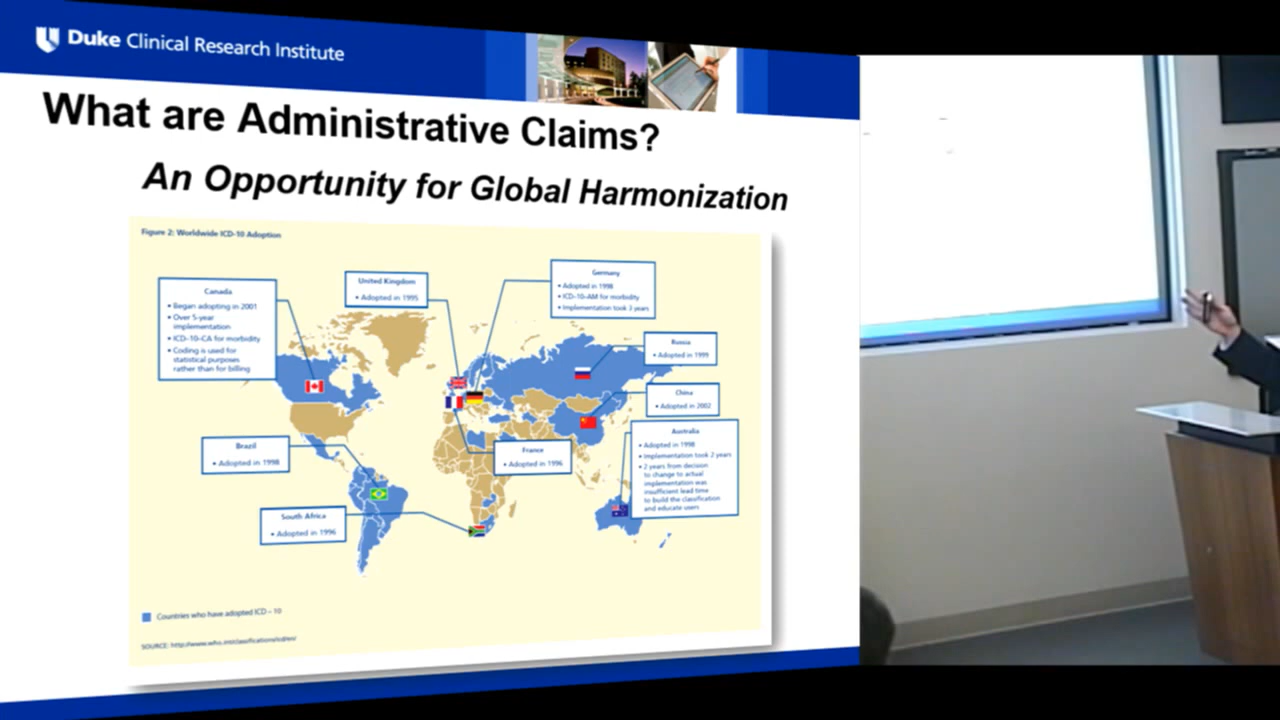 Duke Clinical Research Institute
What are Administrative Claims?
An Opportunity for Global Harmonization
Figure 2: Worldwide ICD-10 Adoption
Canada
• Began adopting in 2001
• Over 5-year
implementation
• ICD-10-CA for morbidity
• Coding is used for
statistical purposes
rather than for billing
United Kingdom
• Adopted in 1995
Germany
• Adopted in 1998
• ICD-10-AM for morbidity
• Implementation took 3 years
Russia
• Adopted in 1999
China
• Adopted in 2002
Australia
• Adopted in 1998
• Implementation took 2 years
• 2 years from decision
to change to actual
implementation was
insufficient lead time
to build the classification
and educate users
Brazil
• Adopted in 1998
France
• Adopted in 1996
South Africa
• Adopted in 1996
Countries who have adopted ICD – 10
SOURCE: http://www.who.int/classifications/icd/en/